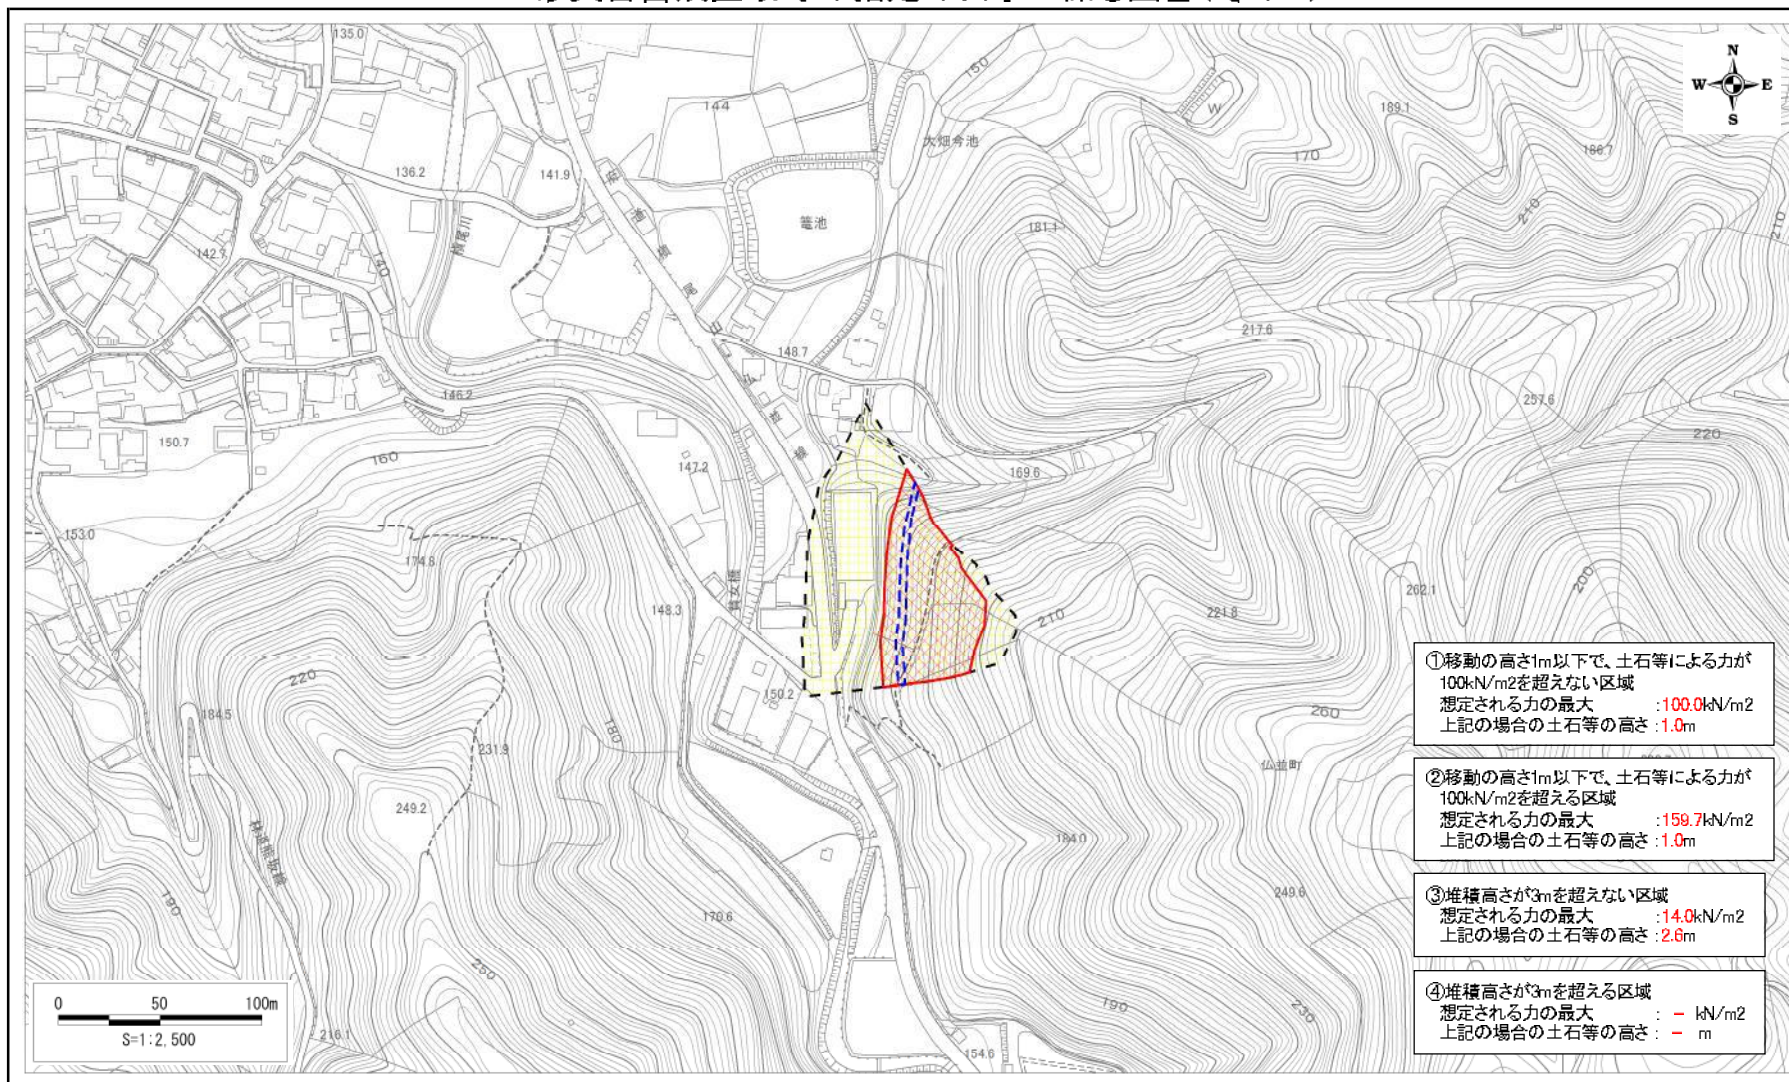 N
W E
S
135.0
144
150
189.1
W
大畑今池
186.7
170
136.2
141.9
篭池
210
210
181.1
槇尾川
142.7
140
217.6
148.7
257.6
146.2
220
150.7
160
147.2
169.6
153.0
174.8
200
262.1
148.3
210
221.8
220
150.2
184.5
180
231.9
260
仏並町
249.2
184.0
249.6
190
170.6
250
190
230
216.1
154.6
①移動の高さ1m以下で、土石等による力が
100kN/m2を超えない区域
想定される力の最大 :100.0kN/m2
上記の場合の土石等の高さ:1.0m
②移動の高さ1m以下で、土石等による力が
100kN/m2を超える区域
想定される力の最大 :159.7kN/m2
上記の場合の土石等の高さ:1.0m
③堆積高さが3mを超えない区域
想定される力の最大 :14.0kN/m2
上記の場合の土石等の高さ:2.6m
④堆積高さが3mを超える区域
想定される力の最大 : － kN/m2
上記の場合の土石等の高さ: － m
0 50 100m
S=1:2,500